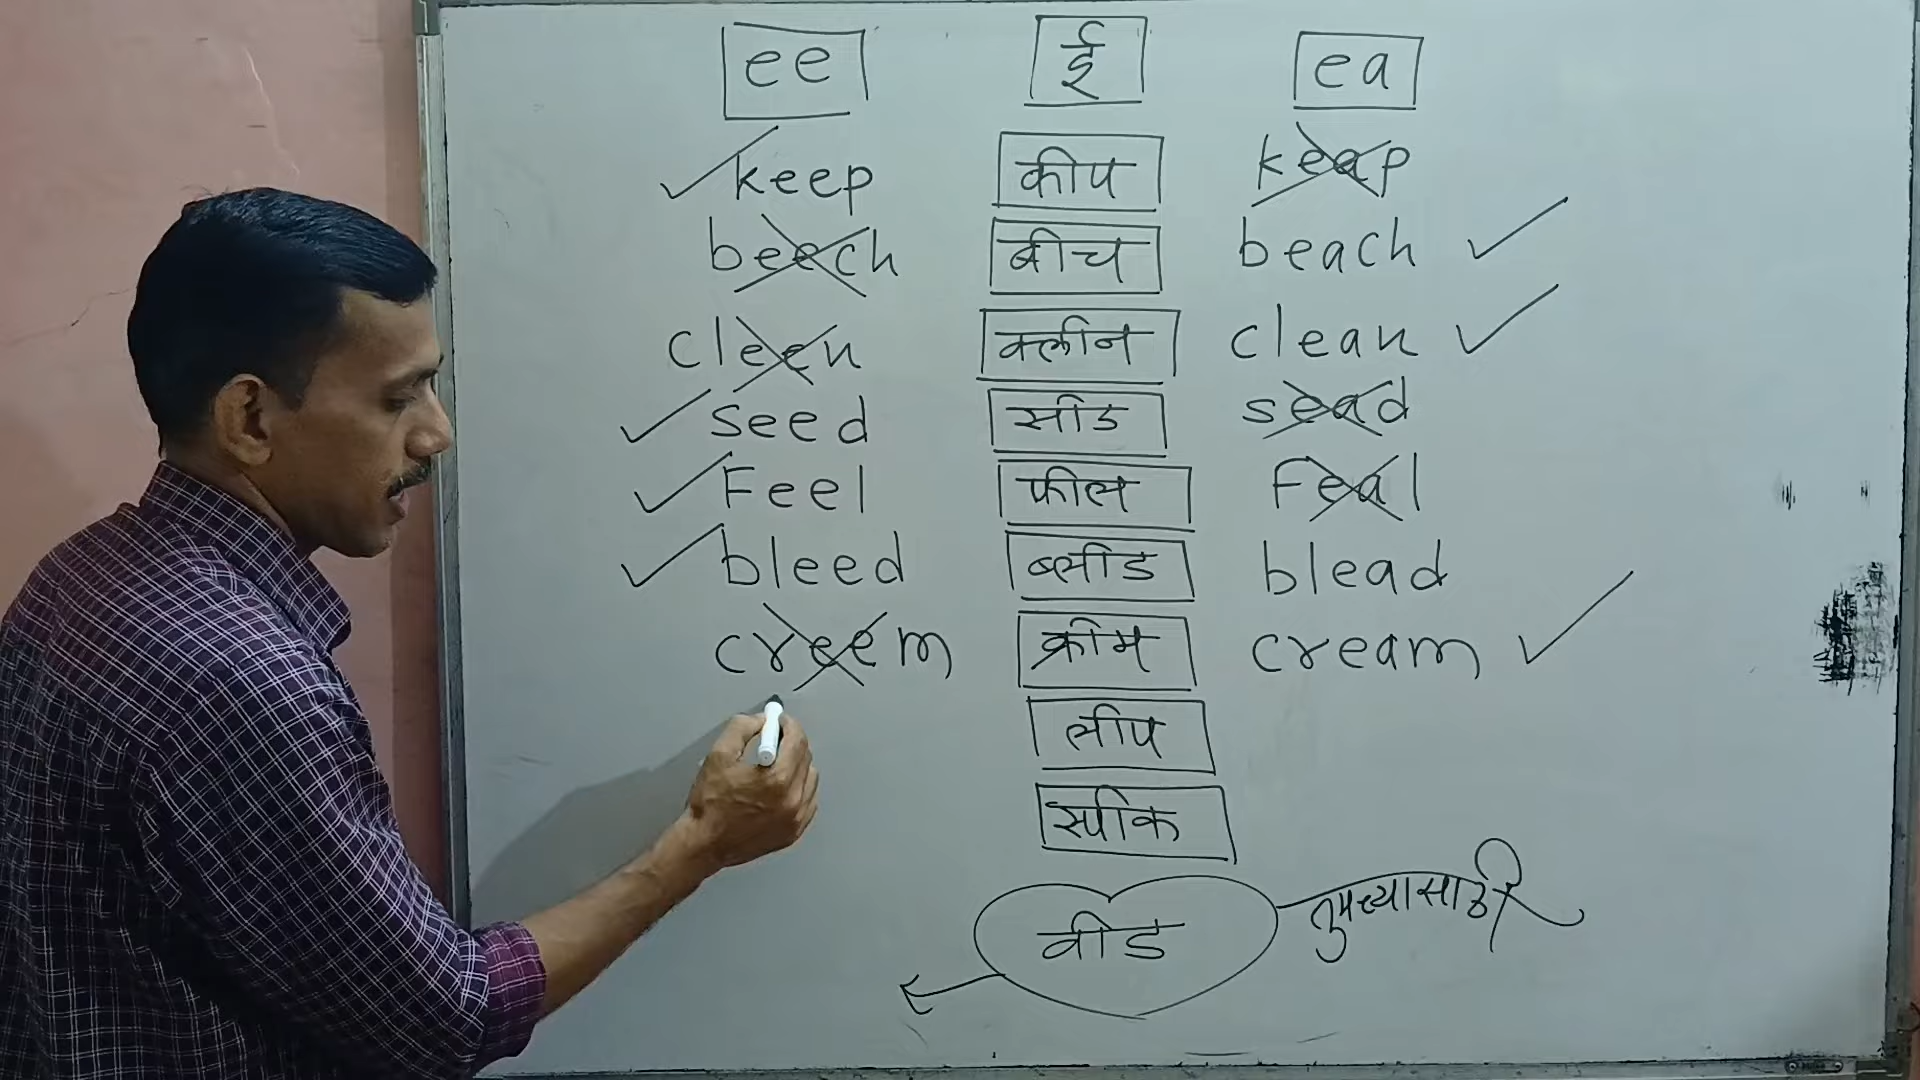 ee ई ea
keep कीप keap
beech बीच beach
cleen क्लीन clean
seed सीड sead
Feel फील Feal
bleed ब्लीड blead
creem क्रीम cream
लीप
स्पीक
वीड तुमच्यासाठी